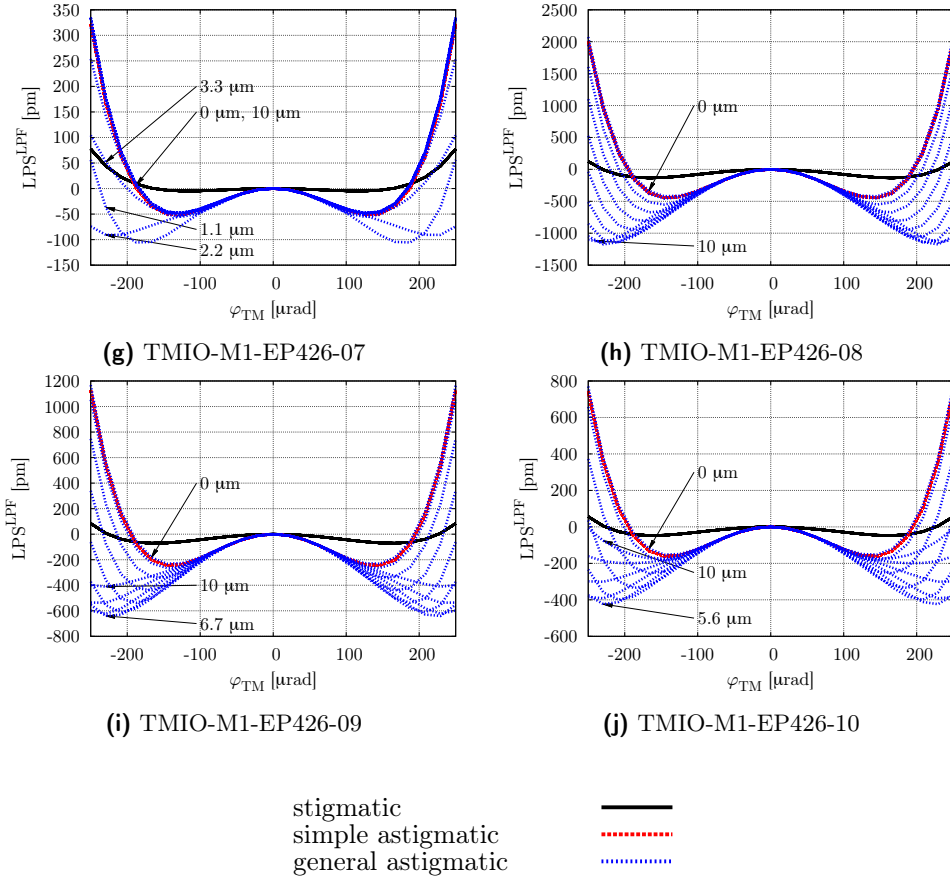 350
300
250
200
150
100
50
0
-50
-100
-150
LPS^LPF [pm]
3.3 µm
0 µm, 10 µm
1.1 µm
2.2 µm
-200 -100 0 100 200
φ_TM [µrad]
(g) TMIO-M1-EP426-07
2500
2000
1500
1000
500
0
-500
-1000
-1500
LPS^LPF [pm]
0 µm
10 µm
-200 -100 0 100 200
φ_TM [µrad]
(h) TMIO-M1-EP426-08
1200
1000
800
600
400
200
0
-200
-400
-600
-800
LPS^LPF [pm]
0 µm
10 µm
6.7 µm
-200 -100 0 100 200
φ_TM [µrad]
(i) TMIO-M1-EP426-09
800
600
400
200
0
-200
-400
-600
LPS^LPF [pm]
0 µm
10 µm
5.6 µm
-200 -100 0 100 200
φ_TM [µrad]
(j) TMIO-M1-EP426-10
stigmatic
simple astigmatic
general astigmatic